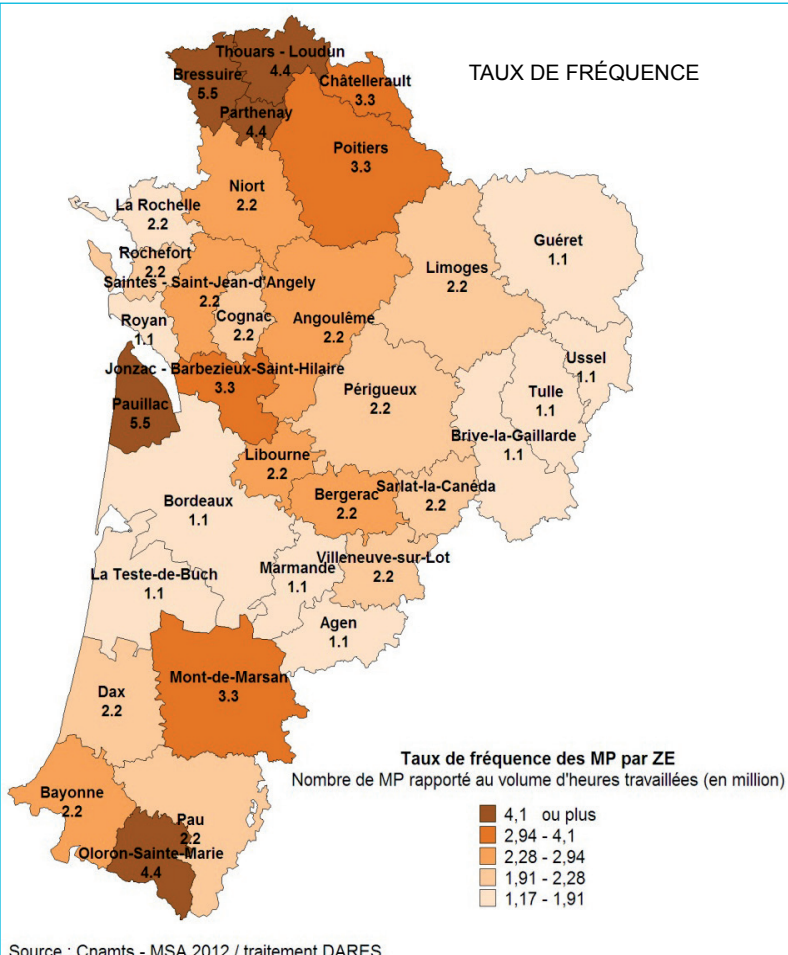 TAUX DE FRÉQUENCE
Thouars - Loudun
4.4
Bressuire
5.5
Châtellerault
3.3
Parthenay
4.4
Poitiers
3.3
Niort
2.2
La Rochelle
2.2
Guéret
1.1
Rochefort
2.2
Limoges
2.2
Saintes - Saint-Jean-d'Angely
2.2
Cognac
2.2
Angoulême
2.2
Royan
1.1
Ussel
1.1
Jonzac - Barbezieux-Saint-Hilaire
3.3
Périgueux
2.2
Tulle
1.1
Pauillac
5.5
Brive-la-Gaillarde
1.1
Libourne
2.2
Bergerac
2.2
Sarlat-la-Canéda
2.2
Bordeaux
1.1
Villeneuve-sur-Lot
2.2
Marmande
1.1
La Teste-de-Buch
1.1
Agen
1.1
Mont-de-Marsan
3.3
Dax
2.2
Bayonne
2.2
Pau
2.2
Oloron-Sainte-Marie
4.4
Taux de fréquence des MP par ZE
Nombre de MP rapporté au volume d'heures travaillées (en million)
4,1 ou plus
2,94 - 4,1
2,28 - 2,94
1,91 - 2,28
1,17 - 1,91
Source : Cnamts - MSA 2012 / traitement DARES